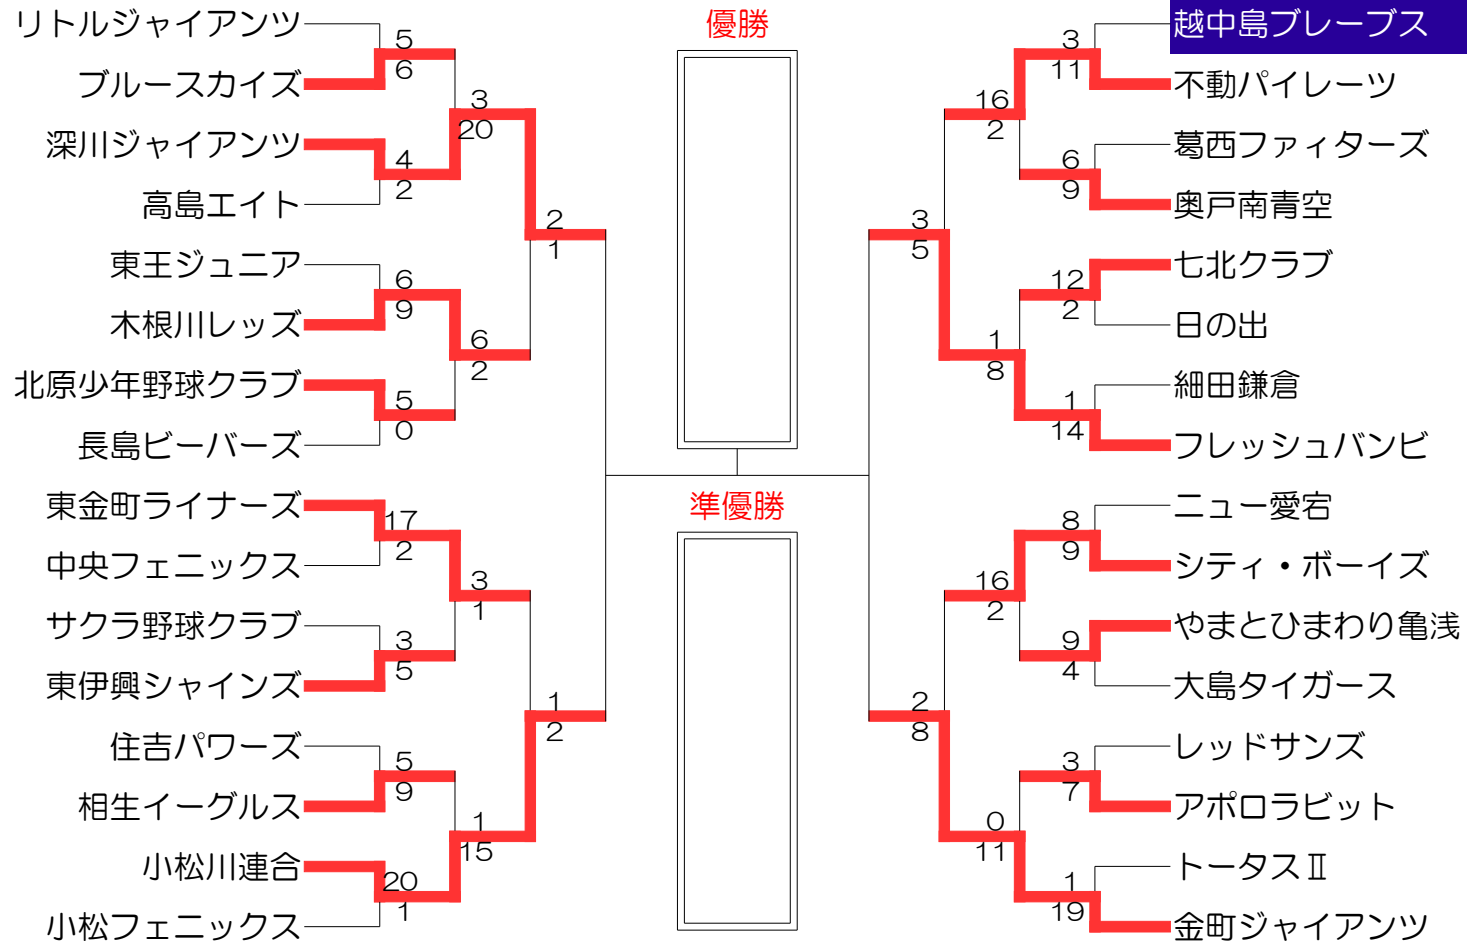 優勝
準優勝
リトルジャイアンツ
5
6
ブルースカイズ
3
20
深川ジャイアンツ
4
2
高島エイト
2
1
東王ジュニア
6
9
木根川レッズ
6
2
北原少年野球クラブ
5
0
長島ビーバーズ
東金町ライナーズ
17
2
中央フェニックス
3
1
サクラ野球クラブ
3
5
東伊興シャインズ
1
2
住吉パワーズ
5
9
相生イーグルス
1
15
小松川連合
20
1
小松フェニックス
越中島ブレーブス
3
11
不動パイレーツ
16
2
葛西ファィターズ
6
9
奥戸南青空
3
5
七北クラブ
12
2
日の出
1
8
細田鎌倉
1
14
フレッシュバンビ
ニュー愛宕
8
9
シティ・ボーイズ
16
2
やまとひまわり亀浅
9
4
大島タイガース
2
8
レッドサンズ
3
7
アポロラビット
0
11
トータスⅡ
1
19
金町ジャイアンツ